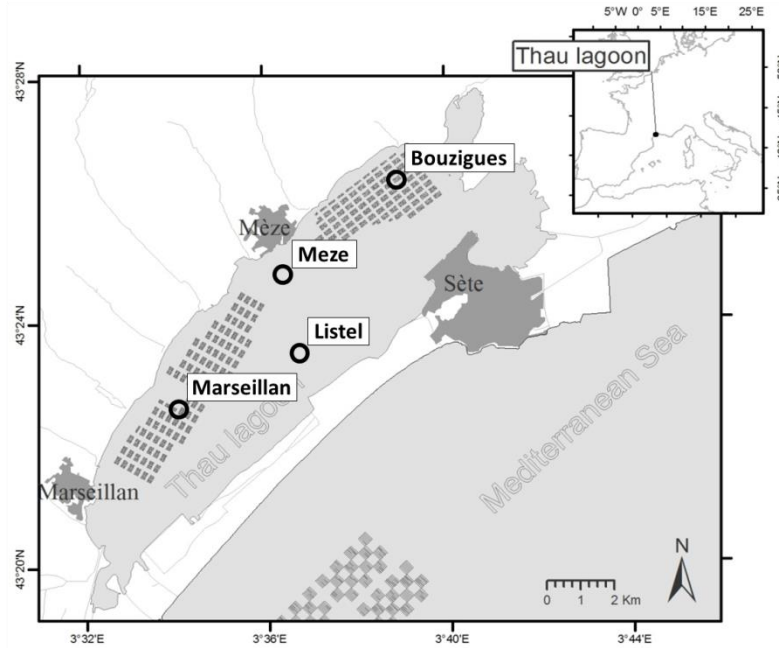 5°W 0° 5°E 15°E 25°E
Thau lagoon
43°28'N
Bouzigues
Mèze
Meze
Sète
43°24'N
Listel
Marseillan
Thau lagoon
Mediterranean Sea
Marseillan
N
43°20'N
0 1 2 Km
3°32'E 3°36'E 3°40'E 3°44'E